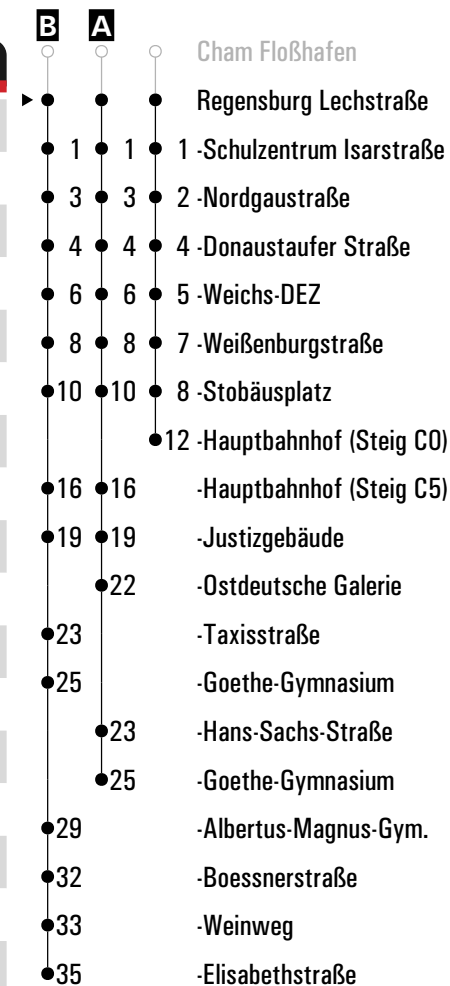 B A
Cham Floßhafen
Regensburg Lechstraße
1 1 1 -Schulzentrum Isarstraße
3 3 2 -Nordgaustraße
4 4 4 -Donaustaufer Straße
6 6 5 -Weichs-DEZ
8 8 7 -Weißenburgstraße
10 10 8 -Stobäusplatz
12 -Hauptbahnhof (Steig C0)
16 16 -Hauptbahnhof (Steig C5)
19 19 -Justizgebäude
22 -Ostdeutsche Galerie
23 -Taxisstraße
25 -Goethe-Gymnasium
23 -Hans-Sachs-Straße
25 -Goethe-Gymnasium
29 -Albertus-Magnus-Gym.
32 -Boessnerstraße
33 -Weinweg
35 -Elisabethstraße